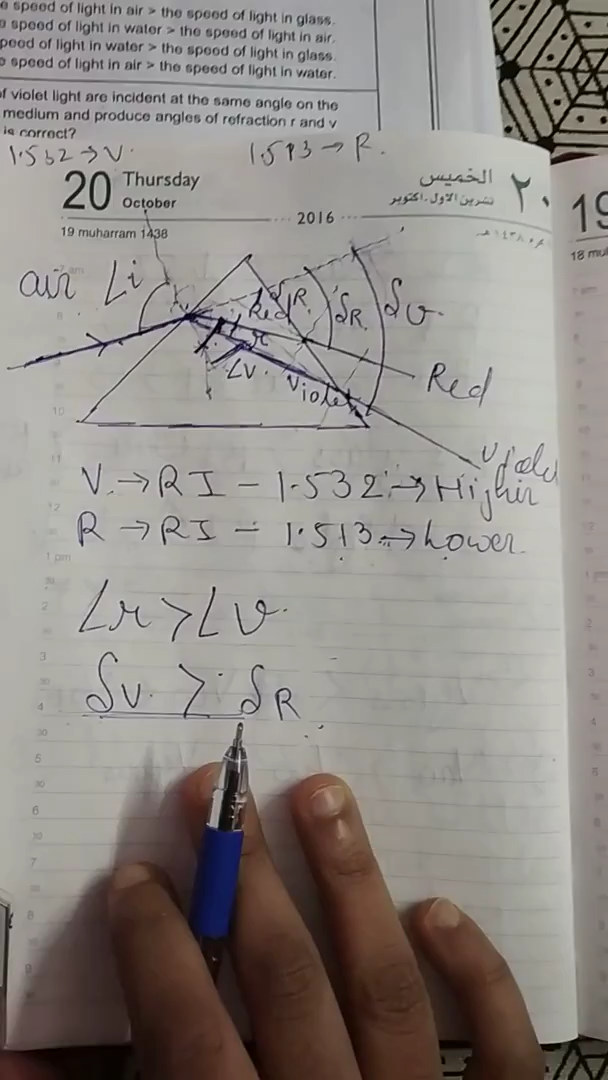 e speed of light in air > the speed of light in glass.
e speed of light in water > the speed of light in air.
peed of light in water > the speed of light in glass.
e speed of light in air > the speed of light in water.
of violet light are incident at the same angle on the
medium and produce angles of refraction r and v
is correct?
1.532 → V. 1.513 → R.
20 Thursday
October
2016
الخميس
تشرين الاول-اكتوبر
٢٠
19
19 muharram 1438
18 mu
air ∠i
Red
δR.
δR.
δv.
r
∠v.
Violet
Red
Violet
V. → RI - 1.532 → Higher
R → RI - 1.513 → Lower.
∠r > ∠v.
δv. > δR